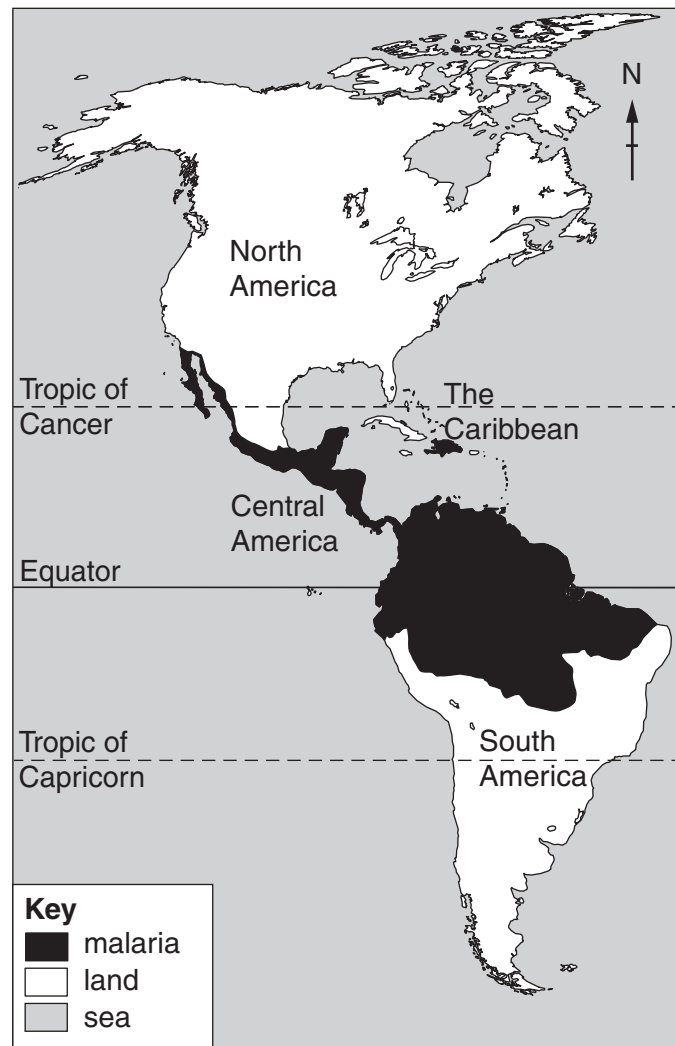 N
North
America
Tropic of
Cancer
The
Caribbean
Central
America
Equator
Tropic of
Capricorn
South
America
Key
malaria
land
sea